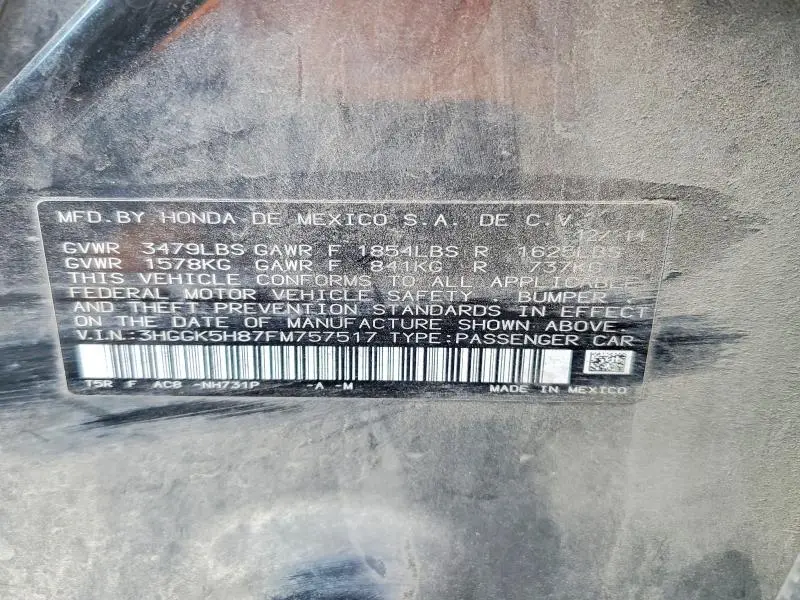 MFD. BY HONDA DE MEXICO S.A. DE C.V. 12/14
GVWR 3479LBS GAWR F 1854LBS R 1625LBS
GVWR 1578KG GAWR F 841KG R 737KG
THIS VEHICLE CONFORMS TO ALL APPLICABLE
FEDERAL MOTOR VEHICLE SAFETY, BUMPER,
AND THEFT PREVENTION STANDARDS IN EFFECT
ON THE DATE OF MANUFACTURE SHOWN ABOVE.
V.I.N.:3HGGK5H87FM757517 TYPE:PASSENGER CAR
T5R F AC8 -NH731P -A -M MADE IN MEXICO